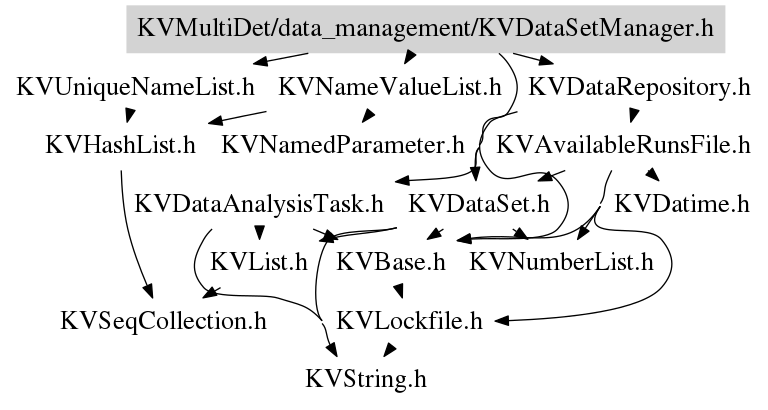 KVMultiDet/data_management/KVDataSetManager.h
KVUniqueNameList.h
KVNameValueList.h
KVDataRepository.h
KVHashList.h
KVNamedParameter.h
KVAvailableRunsFile.h
KVDataAnalysisTask.h
KVDataSet.h
KVDatime.h
KVList.h
KVBase.h
KVNumberList.h
KVSeqCollection.h
KVLockfile.h
KVString.h